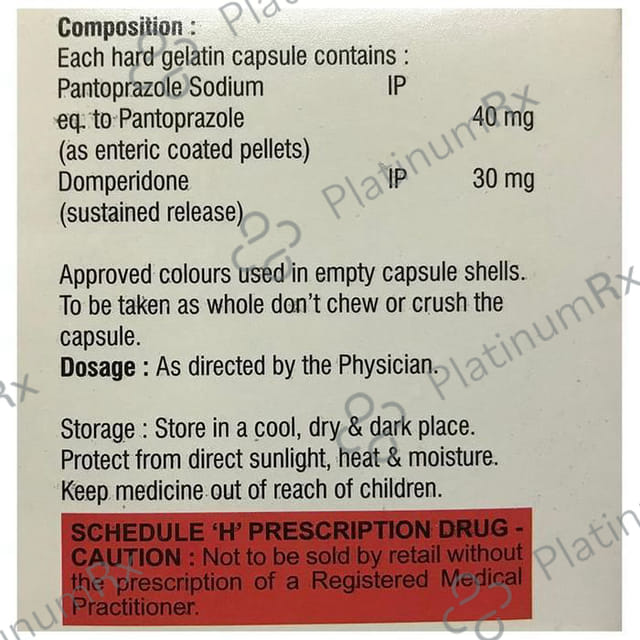 Composition :
Each hard gelatin capsule contains :
Pantoprazole Sodium IP
eq. to Pantoprazole 40 mg
(as enteric coated pellets)
Domperidone IP 30 mg
(sustained release)
Approved colours used in empty capsule shells.
To be taken as whole don't chew or crush the
capsule.
Dosage : As directed by the Physician.
Storage : Store in a cool, dry & dark place.
Protect from direct sunlight, heat & moisture.
Keep medicine out of reach of children.
SCHEDULE 'H' PRESCRIPTION DRUG -
CAUTION : Not to be sold by retail without
the prescription of a Registered Medical
Practitioner.
PlatinumRx
PlatinumRx